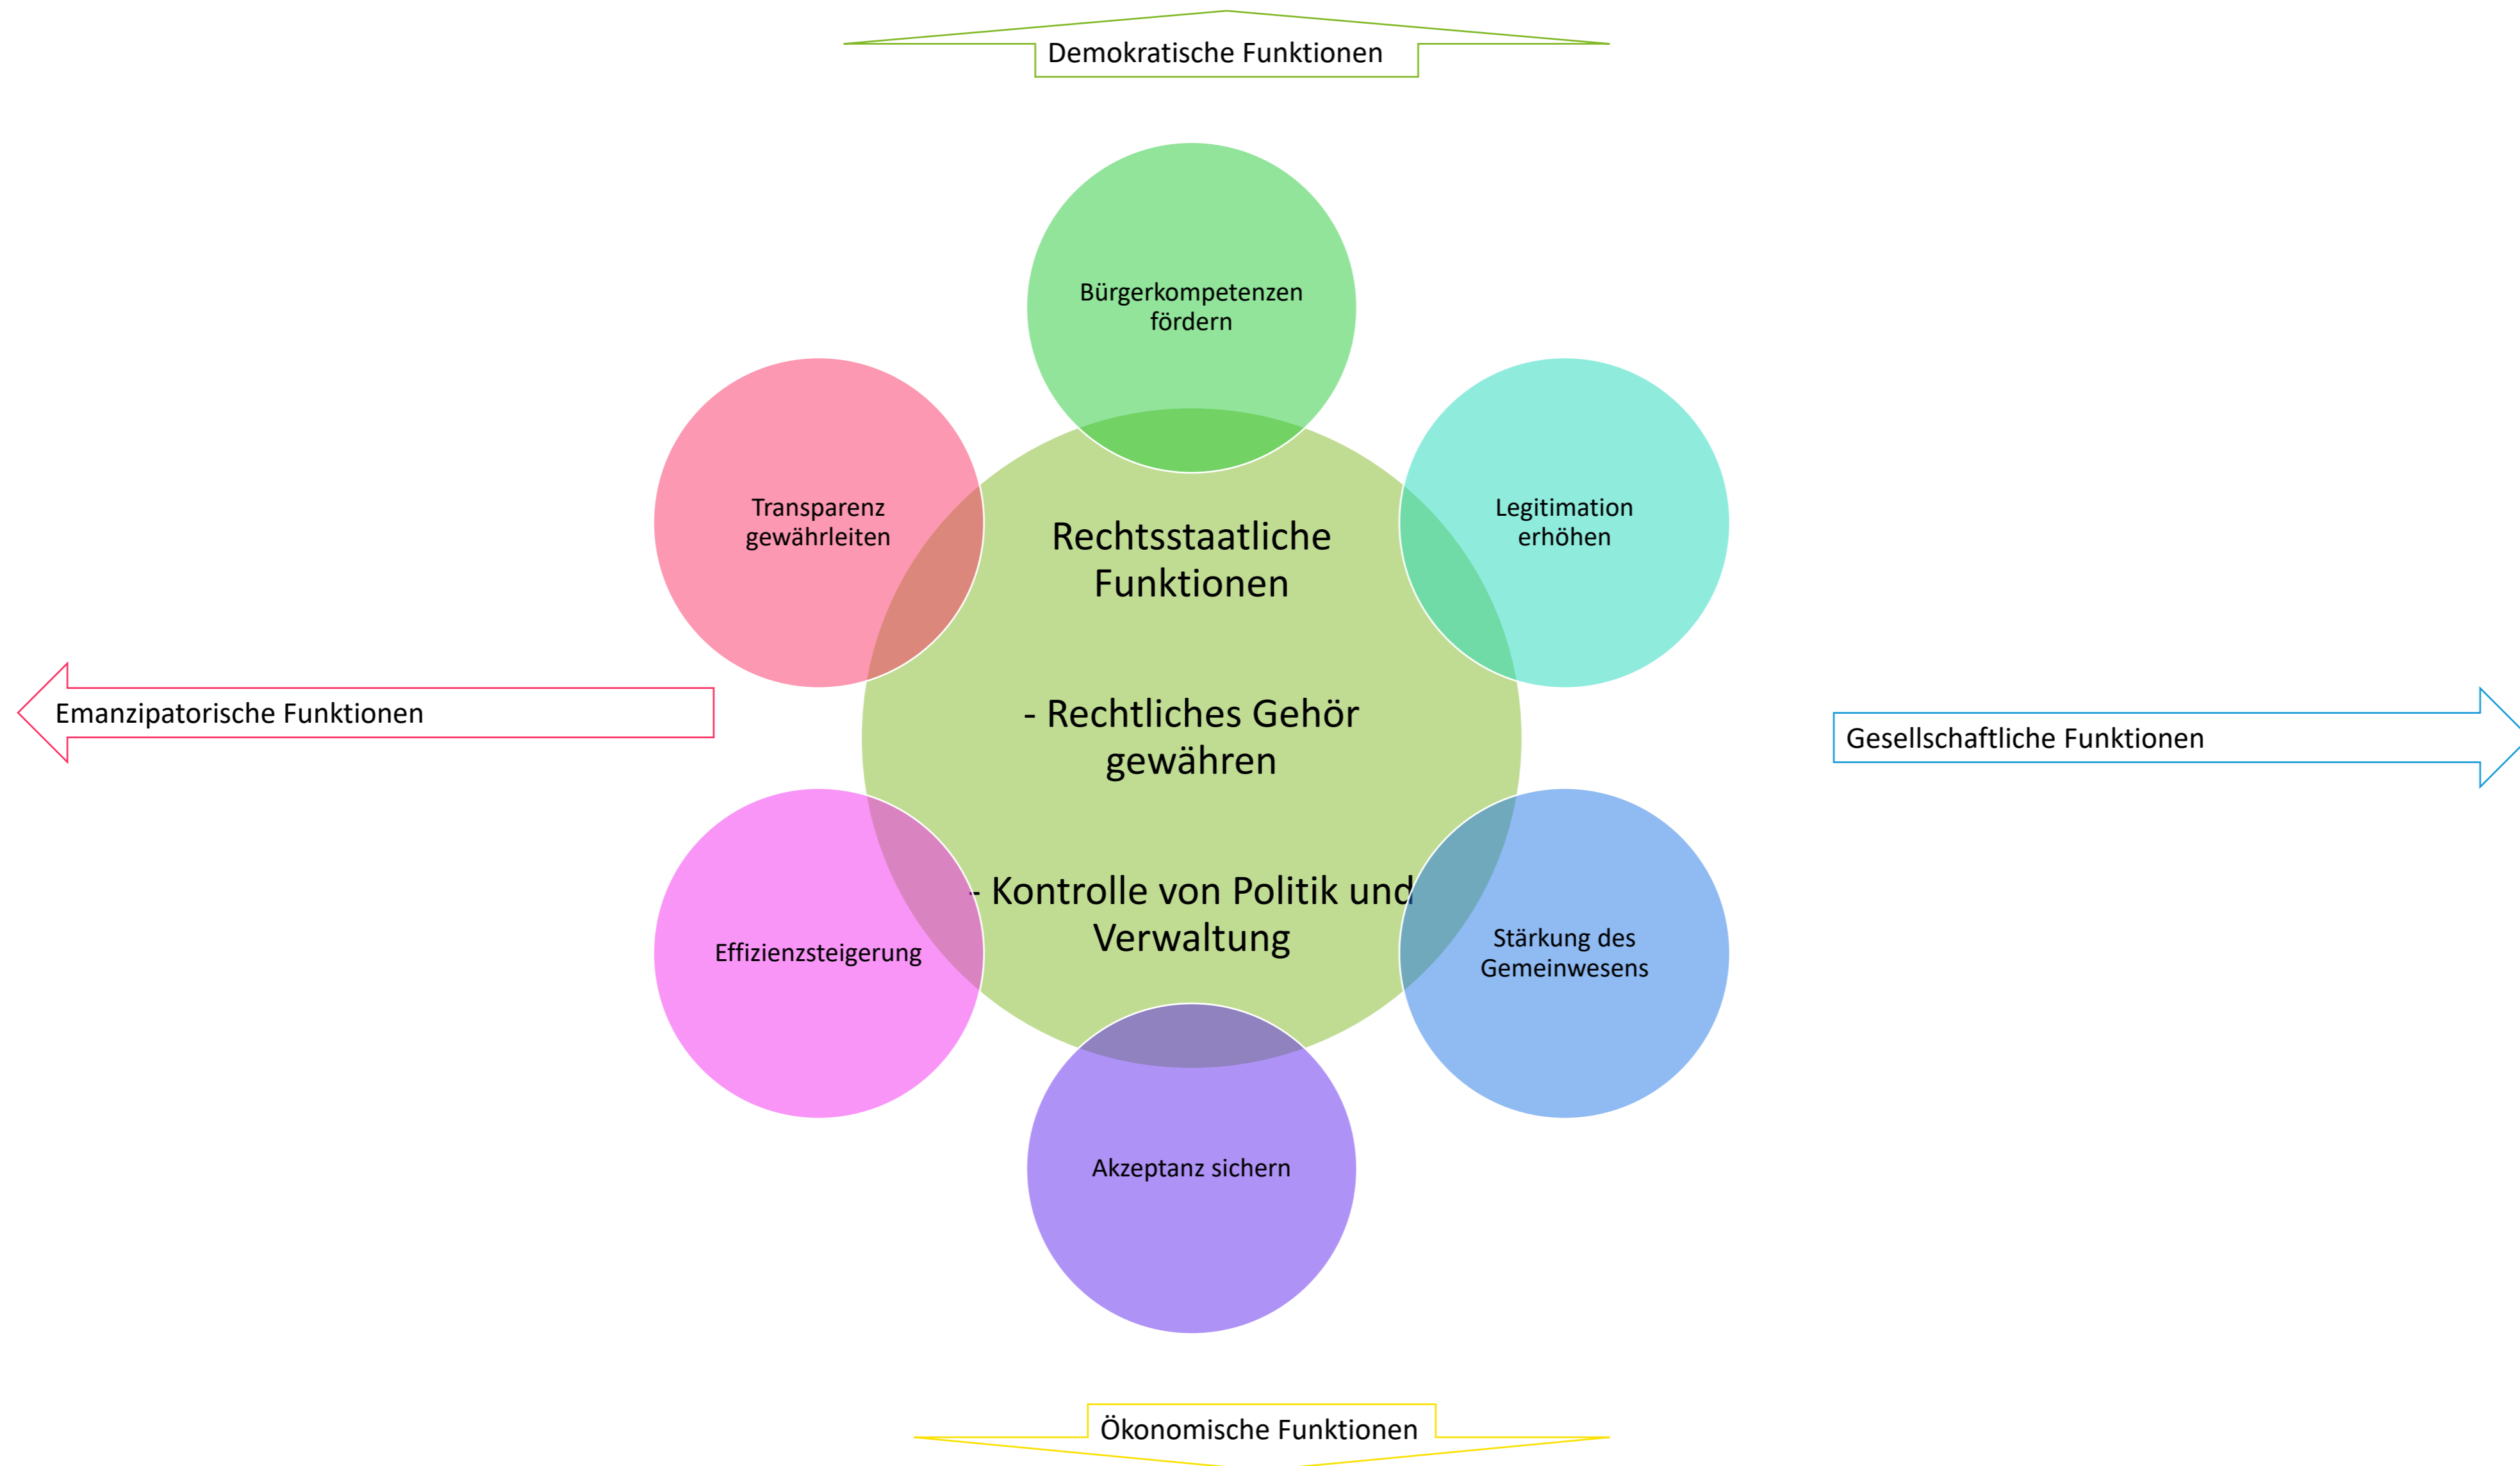 Demokratische Funktionen
Bürgerkompetenzen
fördern
Transparenz
gewährleiten
Legitimation
erhöhen
Rechtsstaatliche
Funktionen
- Rechtliches Gehör
gewähren
- Kontrolle von Politik und
Verwaltung
Emanzipatorische Funktionen
Gesellschaftliche Funktionen
Effizienzsteigerung
Stärkung des
Gemeinwesens
Akzeptanz sichern
Ökonomische Funktionen